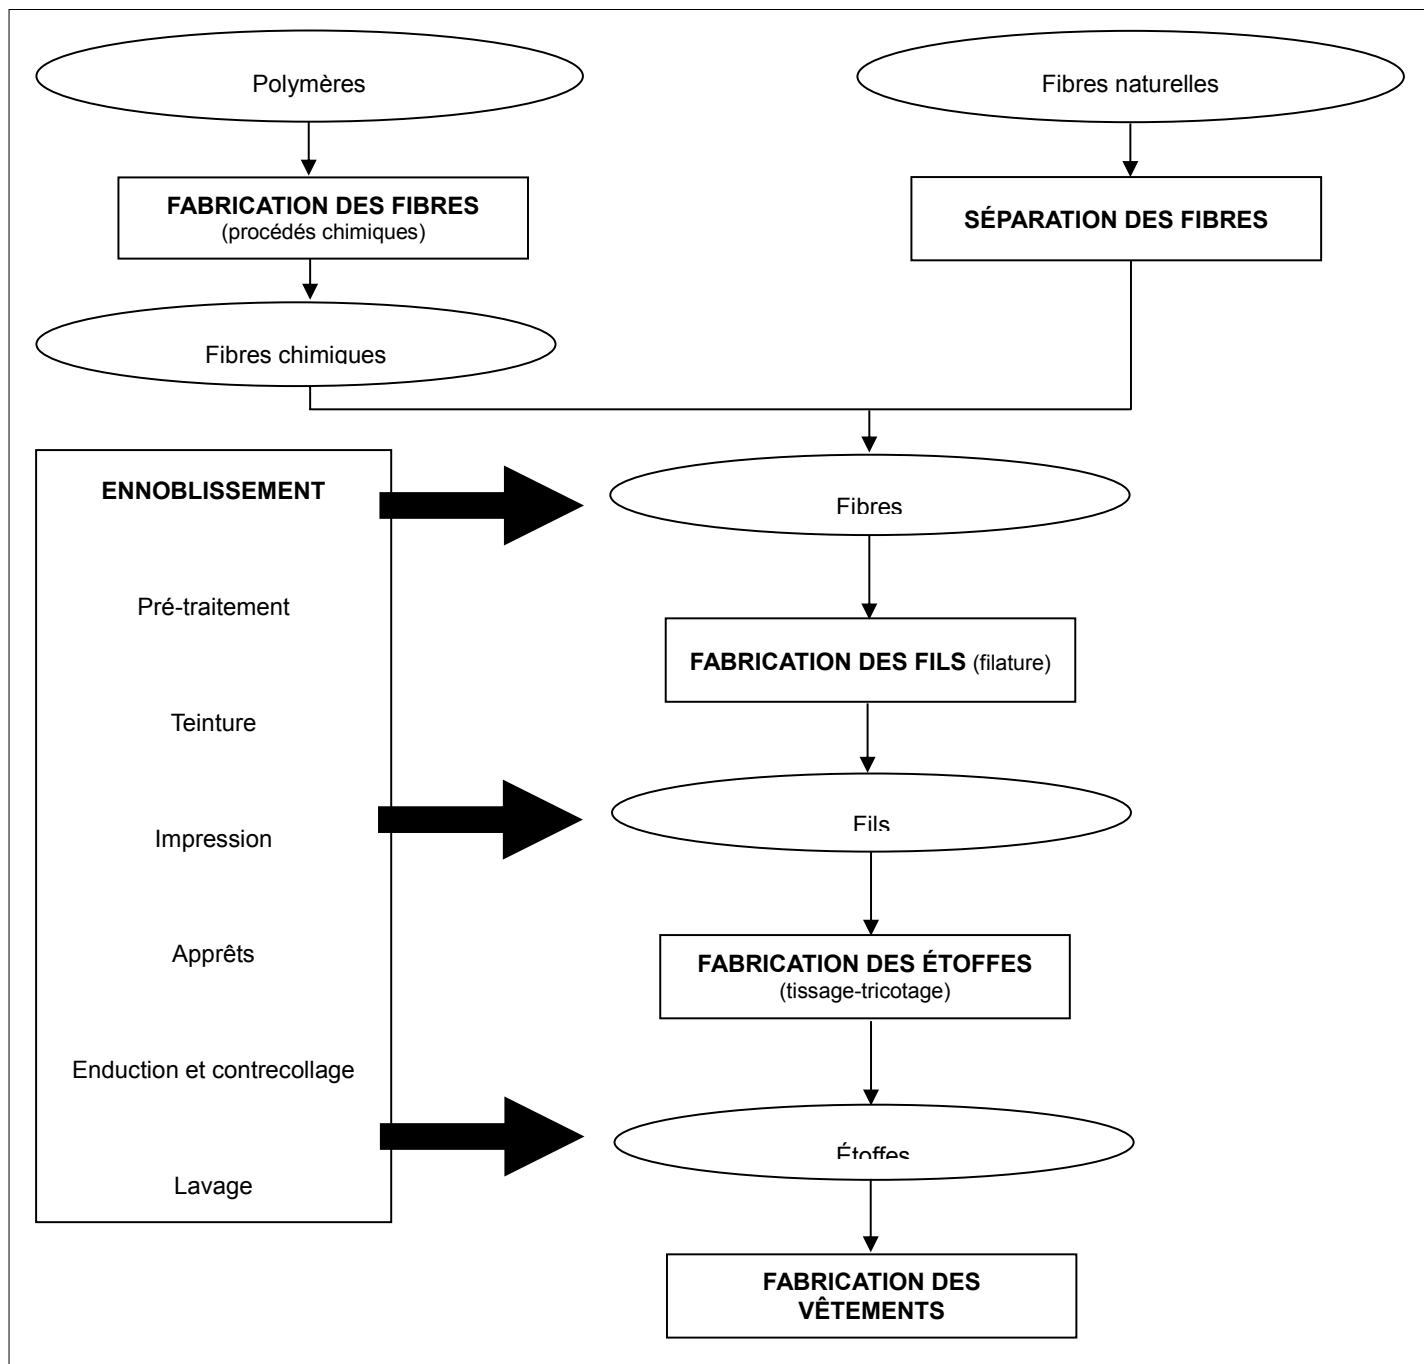 Polymères
Fibres naturelles
FABRICATION DES FIBRES
(procédés chimiques)
SÉPARATION DES FIBRES
Fibres chimiques
ENNOBLISSEMENT
Fibres
Pré-traitement
FABRICATION DES FILS (filature)
Teinture
Impression
Fils
Apprêts
FABRICATION DES ÉTOFFES
(tissage-tricotage)
Enduction et contrecollage
Étoffes
Lavage
FABRICATION DES
VÊTEMENTS